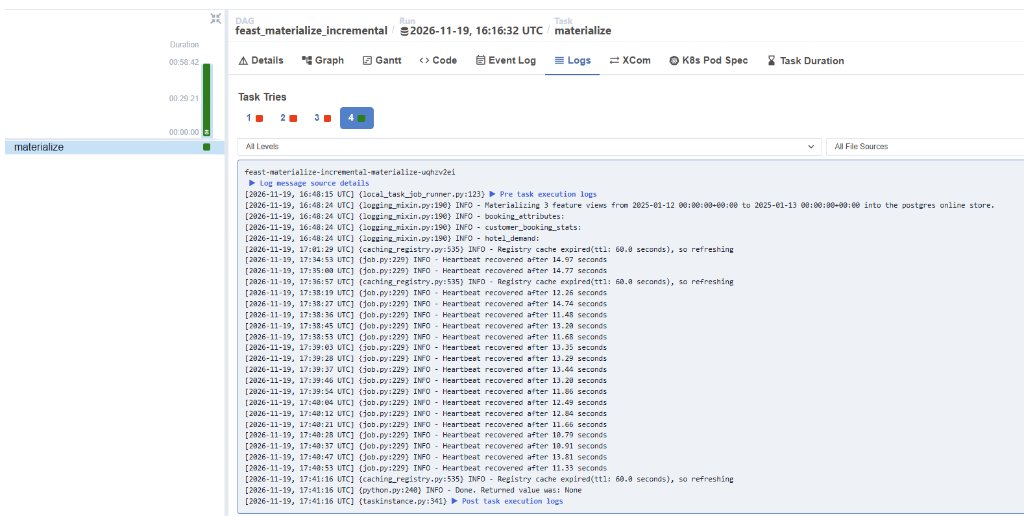 DAG
feast_materialize_incremental
Run
2026-11-19, 16:16:32 UTC
Task
materialize
Duration
00:58:42
00:29:21
00:00:00
materialize
Details
Graph
Gantt
Code
Event Log
Logs
XCom
K8s Pod Spec
Task Duration
Task Tries
1 2 3 4
All Levels
All File Sources
feast-materialize-incremental-materialize-uqhzv2ei
Log message source details
[2026-11-19, 16:48:15 UTC] {local_task_job_runner.py:123} Pre task execution logs
[2026-11-19, 16:48:24 UTC] {logging_mixin.py:190} INFO - Materializing 3 feature views from 2025-01-12 00:00:00+00:00 to 2025-01-13 00:00:00+00:00 into the postgres online store.
[2026-11-19, 16:48:24 UTC] {logging_mixin.py:190} INFO - booking_attributes:
[2026-11-19, 16:48:24 UTC] {logging_mixin.py:190} INFO - customer_booking_stats:
[2026-11-19, 16:48:24 UTC] {logging_mixin.py:190} INFO - hotel_demand:
[2026-11-19, 17:01:29 UTC] {caching_registry.py:535} INFO - Registry cache expired(ttl: 60.0 seconds), so refreshing
[2026-11-19, 17:34:53 UTC] {job.py:229} INFO - Heartbeat recovered after 14.97 seconds
[2026-11-19, 17:35:00 UTC] {job.py:229} INFO - Heartbeat recovered after 14.77 seconds
[2026-11-19, 17:36:57 UTC] {caching_registry.py:535} INFO - Registry cache expired(ttl: 60.0 seconds), so refreshing
[2026-11-19, 17:38:19 UTC] {job.py:229} INFO - Heartbeat recovered after 12.26 seconds
[2026-11-19, 17:38:27 UTC] {job.py:229} INFO - Heartbeat recovered after 14.74 seconds
[2026-11-19, 17:38:36 UTC] {job.py:229} INFO - Heartbeat recovered after 11.48 seconds
[2026-11-19, 17:38:45 UTC] {job.py:229} INFO - Heartbeat recovered after 13.20 seconds
[2026-11-19, 17:38:53 UTC] {job.py:229} INFO - Heartbeat recovered after 11.68 seconds
[2026-11-19, 17:39:03 UTC] {job.py:229} INFO - Heartbeat recovered after 13.35 seconds
[2026-11-19, 17:39:28 UTC] {job.py:229} INFO - Heartbeat recovered after 13.29 seconds
[2026-11-19, 17:39:37 UTC] {job.py:229} INFO - Heartbeat recovered after 13.44 seconds
[2026-11-19, 17:39:46 UTC] {job.py:229} INFO - Heartbeat recovered after 13.20 seconds
[2026-11-19, 17:39:54 UTC] {job.py:229} INFO - Heartbeat recovered after 11.86 seconds
[2026-11-19, 17:40:04 UTC] {job.py:229} INFO - Heartbeat recovered after 12.49 seconds
[2026-11-19, 17:40:12 UTC] {job.py:229} INFO - Heartbeat recovered after 12.84 seconds
[2026-11-19, 17:40:21 UTC] {job.py:229} INFO - Heartbeat recovered after 11.66 seconds
[2026-11-19, 17:40:28 UTC] {job.py:229} INFO - Heartbeat recovered after 10.79 seconds
[2026-11-19, 17:40:37 UTC] {job.py:229} INFO - Heartbeat recovered after 10.91 seconds
[2026-11-19, 17:40:47 UTC] {job.py:229} INFO - Heartbeat recovered after 13.81 seconds
[2026-11-19, 17:40:53 UTC] {job.py:229} INFO - Heartbeat recovered after 11.33 seconds
[2026-11-19, 17:41:16 UTC] {caching_registry.py:535} INFO - Registry cache expired(ttl: 60.0 seconds), so refreshing
[2026-11-19, 17:41:16 UTC] {python.py:240} INFO - Done. Returned value was: None
[2026-11-19, 17:41:16 UTC] {taskinstance.py:341} Post task execution logs